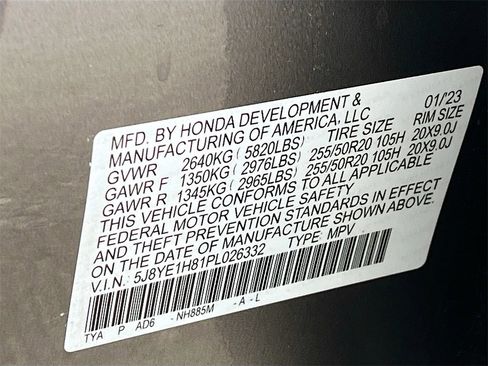 MFD. BY HONDA DEVELOPMENT &
MANUFACTURING OF AMERICA, LLC 01/'23
GVWR 2640KG ( 5820LBS) TIRE SIZE RIM SIZE
GAWR F 1350KG ( 2976LBS) 255/50R20 105H 20X9.0J
GAWR R 1345KG ( 2965LBS) 255/50R20 105H 20X9.0J
THIS VEHICLE CONFORMS TO ALL APPLICABLE
FEDERAL MOTOR VEHICLE SAFETY
AND THEFT PREVENTION STANDARDS IN EFFECT
ON THE DATE OF MANUFACTURE SHOWN ABOVE.
V.I.N.: 5J8YE1H81PL026332 TYPE: MPV
TYA P AD6 - NH885M - A - L